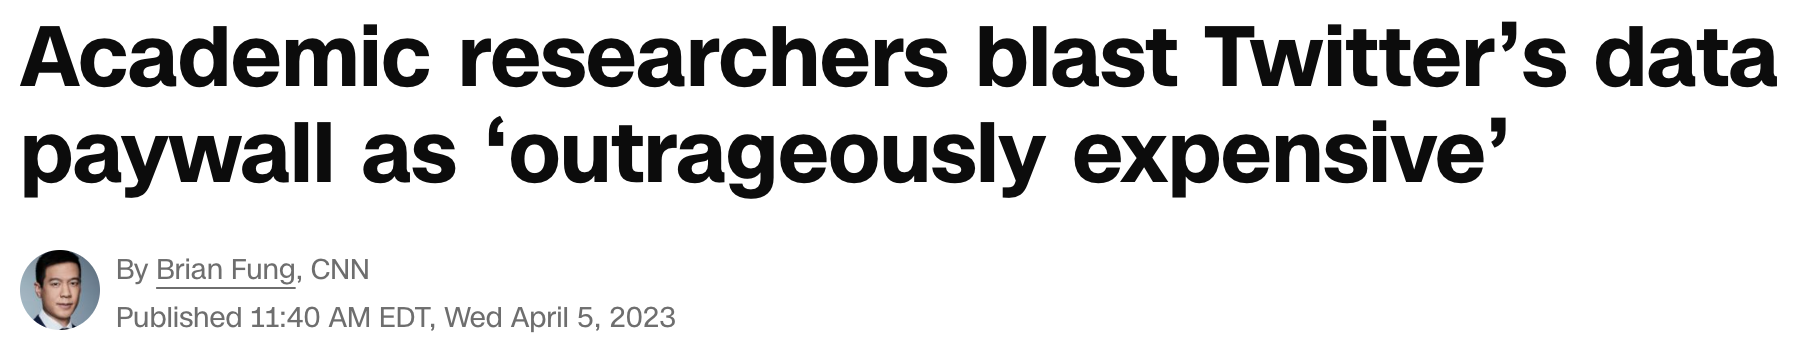 Academic researchers blast Twitter’s data
paywall as ‘outrageously expensive’
By Brian Fung, CNN
Published 11:40 AM EDT, Wed April 5, 2023